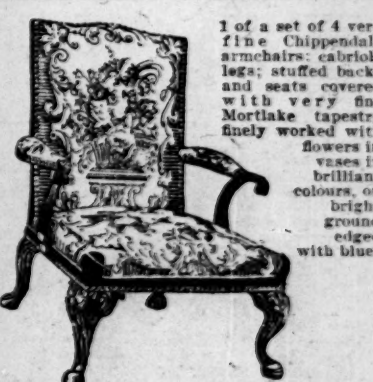 1 of a set of 4 ver
fine Chippendal
armchairs: cabriol
legs; stuffed back
and seats covere
with very fin
Mortlake tapestr
finely worked wit
flowers i
vases i
brillian
colours, o
brigh
ground
edge
with blue